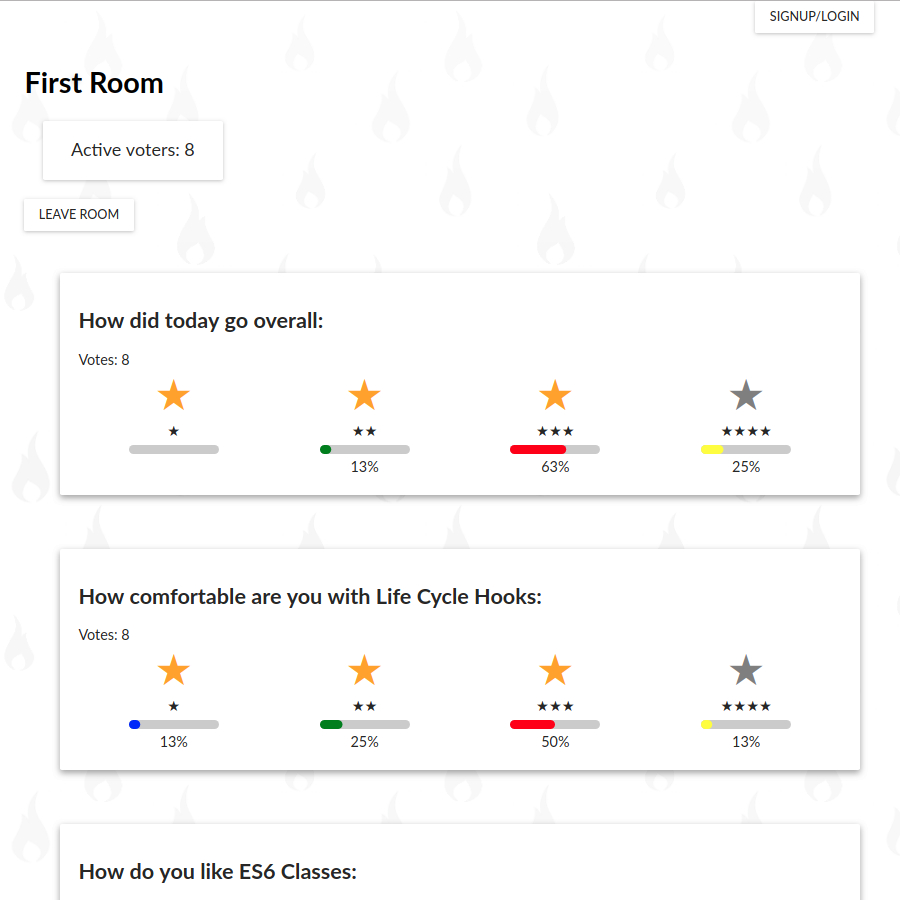 SIGNUP/LOGIN
First Room
Active voters: 8
LEAVE ROOM
How did today go overall:
Votes: 8
★ ★★ ★★★ ★★★★
13% 63% 25%
How comfortable are you with Life Cycle Hooks:
Votes: 8
★ ★★ ★★★ ★★★★
13% 25% 50% 13%
How do you like ES6 Classes: